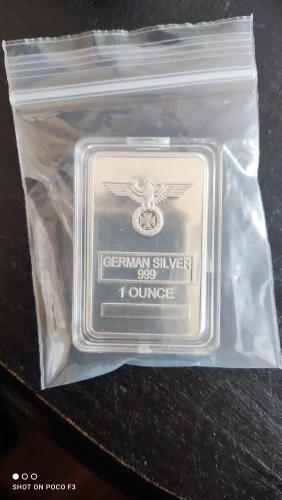 GERMAN SILVER
999
1 OUNCE
SHOT ON POCO F3